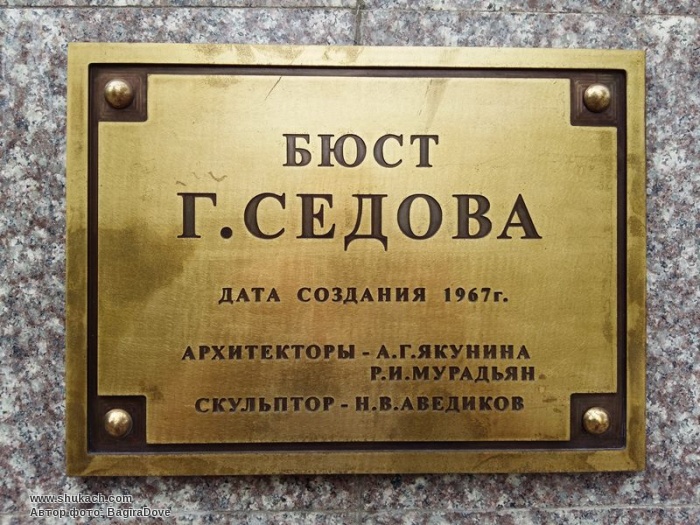 БЮСТ
Г.СЕДОВА
ДАТА СОЗДАНИЯ 1967г.
АРХИТЕКТОРЫ - А.Г.ЯКУНИНА
Р.И.МУРАДЬЯН
СКУЛЬПТОР - Н.В.АВЕДИКОВ
www.shukach.com
Автор фото: BagiraDove